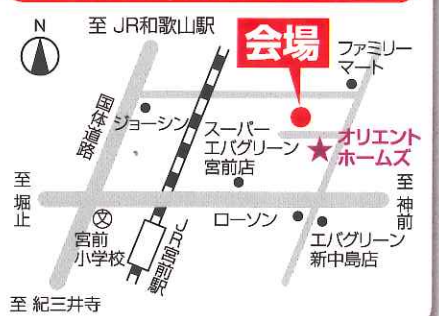 N
至 JR和歌山駅
会場
ファミリー
マート
国体道路
ジョーシン
スーパー
エバグリーン
宮前店
オリエント
ホームズ
至 堀止
至 神前
文
宮前
小学校
JR宮前駅
ローソン
エバグリーン
新中島店
至 紀三井寺